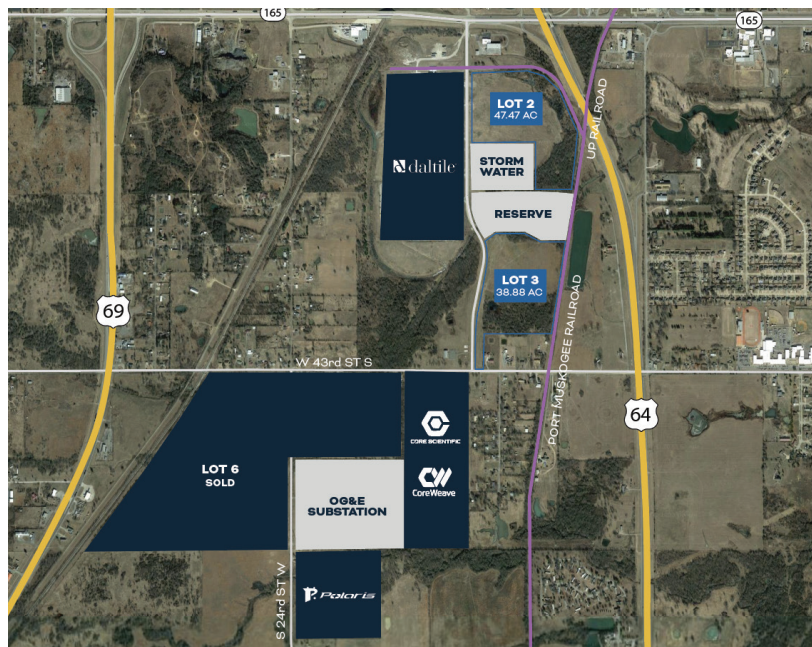 165
165
LOT 2
47.47 AC
UP RAILROAD
daltile
STORM
WATER
RESERVE
LOT 3
38.88 AC
69
PORT MUSKOGEE RAILROAD
W 43rd ST S
64
CORE SCIENTIFIC
LOT 6
SOLD
CW
CoreWeave
OG&E
SUBSTATION
S 24rd ST W
Polaris